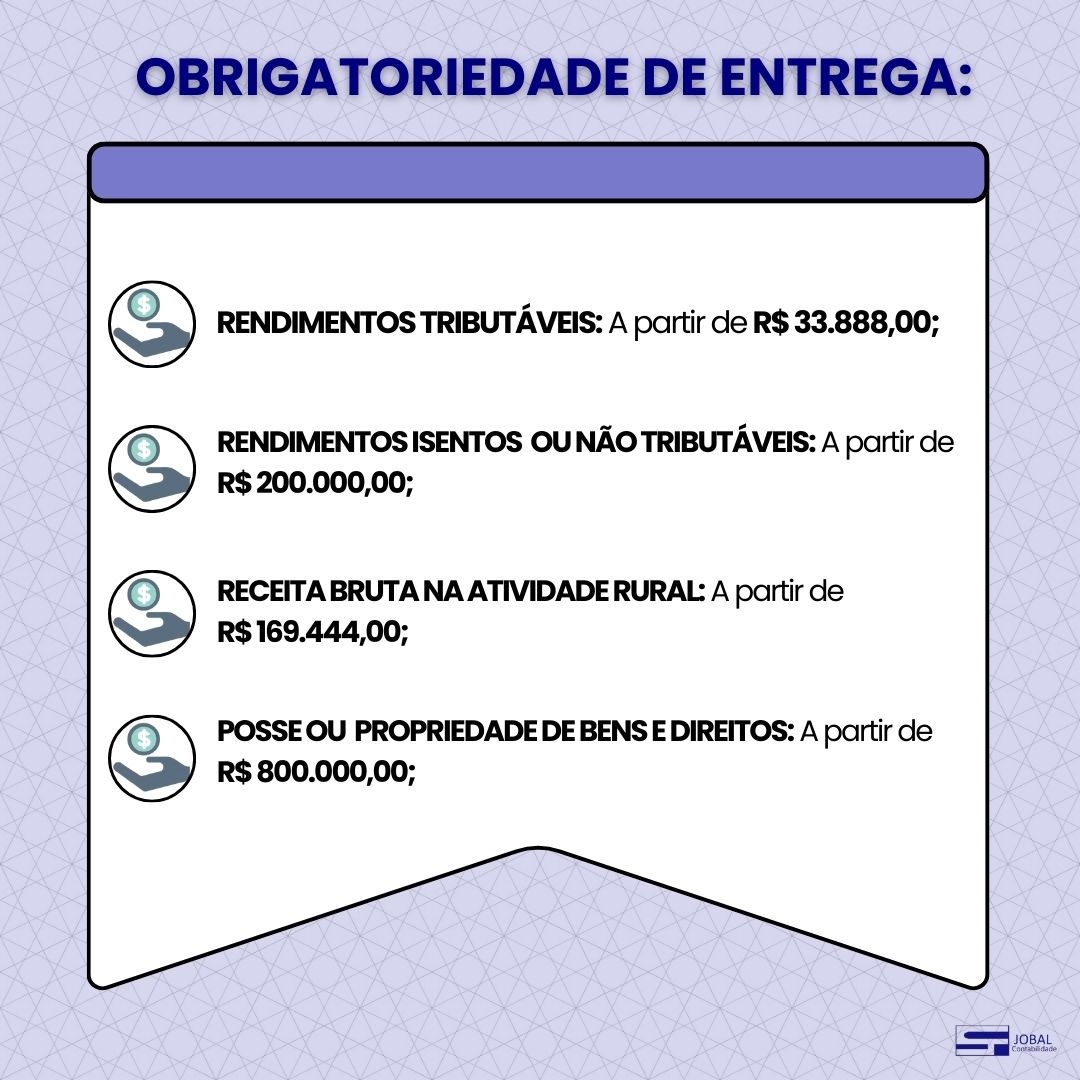 OBRIGATORIEDADE DE ENTREGA:
RENDIMENTOS TRIBUTÁVEIS: A partir de R$ 33.888,00;
RENDIMENTOS ISENTOS OU NÃO TRIBUTÁVEIS: A partir de
R$ 200.000,00;
RECEITA BRUTA NA ATIVIDADE RURAL: A partir de
R$ 169.444,00;
POSSE OU PROPRIEDADE DE BENS E DIREITOS: A partir de
R$ 800.000,00;
JOBAL
Contabilidade